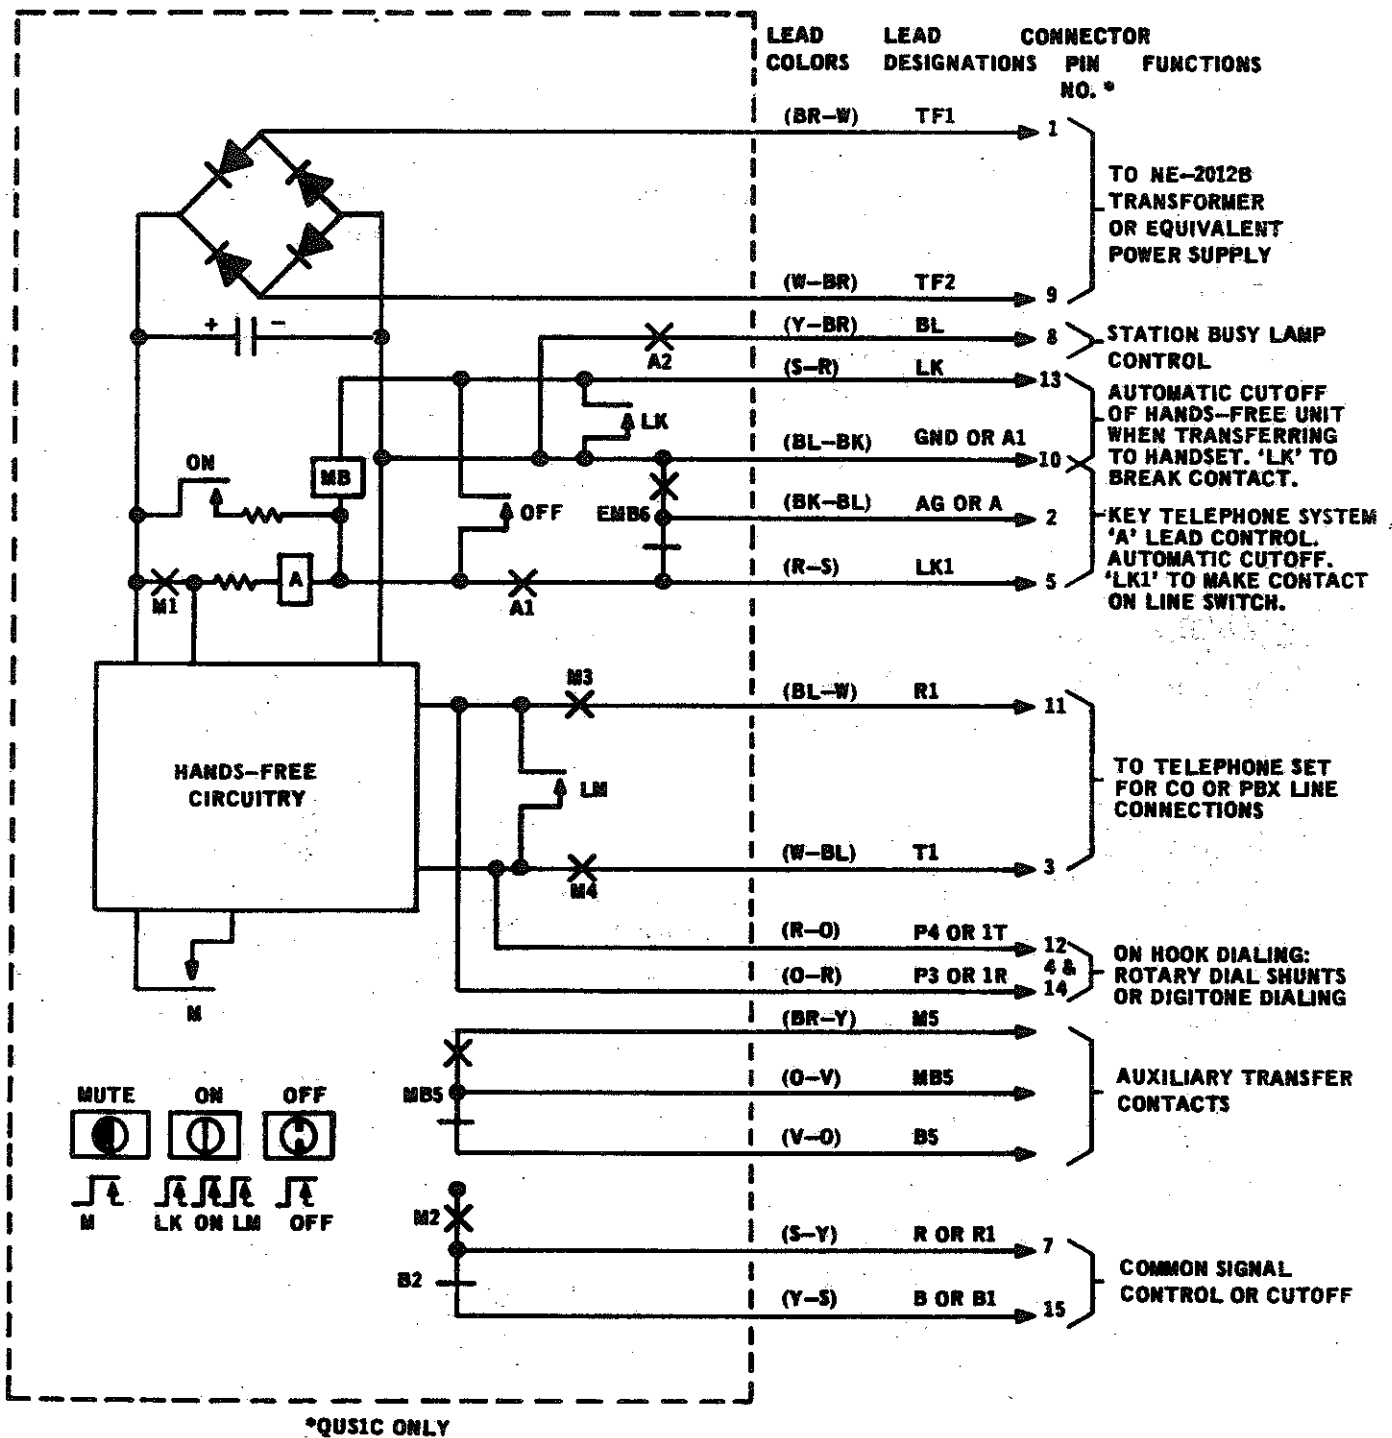 LEAD LEAD CONNECTOR
COLORS DESIGNATIONS PIN FUNCTIONS
NO. *
(BR–W) TF1 1
TO NE–2012B
TRANSFORMER
OR EQUIVALENT
POWER SUPPLY
(W–BR) TF2 9
+ –
(Y–BR) BL 8
STATION BUSY LAMP
CONTROL
A2
(S–R) LK 13
AUTOMATIC CUTOFF
OF HANDS–FREE UNIT
WHEN TRANSFERRING
TO HANDSET. 'LK' TO
BREAK CONTACT.
LK
(BL–BK) GND OR A1 10
ON
MB
OFF
EMB6
(BK–BL) AG OR A 2
KEY TELEPHONE SYSTEM
'A' LEAD CONTROL.
AUTOMATIC CUTOFF.
'LK1' TO MAKE CONTACT
ON LINE SWITCH.
(R–S) LK1 5
M1
A
A1
M3
(BL–W) R1 11
HANDS–FREE
CIRCUITRY
LM
TO TELEPHONE SET
FOR CO OR PBX LINE
CONNECTIONS
(W–BL) T1 3
M4
(R–O) P4 OR 1T 12
4 &
(O–R) P3 OR 1R 14
ON HOOK DIALING:
ROTARY DIAL SHUNTS
OR DIGITONE DIALING
M
(BR–Y) M5
MB5
(O–V) MB5
AUXILIARY TRANSFER
CONTACTS
(V–O) B5
MUTE ON OFF
M LK ON LM OFF
M2
(S–Y) R OR R1 7
B2
COMMON SIGNAL
CONTROL OR CUTOFF
(Y–S) B OR B1 15
*QUS1C ONLY